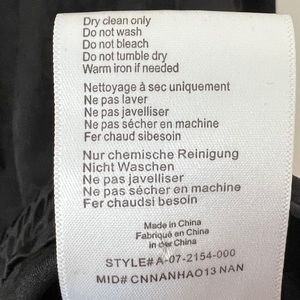 Dry clean only
Do not wash
Do not bleach
Do not tumble dry
Warm iron if needed
Nettoyage à sec uniquement
Ne pas laver
Ne pas javelliser
Ne pas sécher en machine
Fer chaud sibesoin
Nur chemische Reinigung
Nicht Waschen
Ne pas javelliser
Ne pas sécher en machine
Fer chaudsi besoin
Made in China
Fabriqué en China
in der China
STYLE# A-07-2154-000
MID# CNNANHAO13 NAN